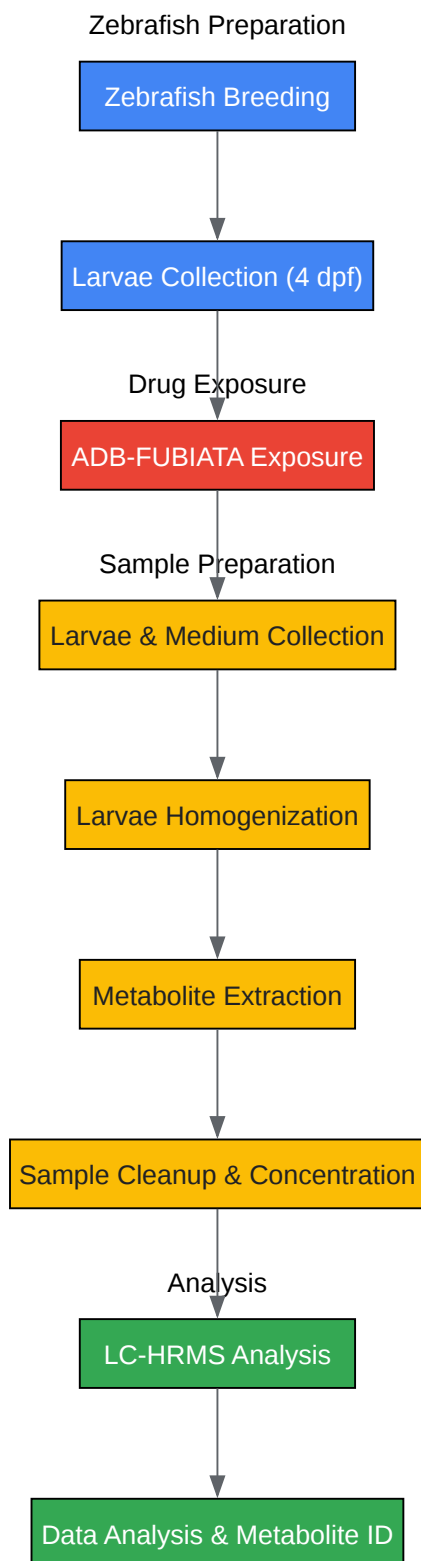 Zebrafish Preparation
Zebrafish Breeding
Larvae Collection (4 dpf)
Drug Exposure
ADB-FUBIATA Exposure
Sample Preparation
Larvae & Medium Collection
Larvae Homogenization
Metabolite Extraction
Sample Cleanup & Concentration
Analysis
LC-HRMS Analysis
Data Analysis & Metabolite ID